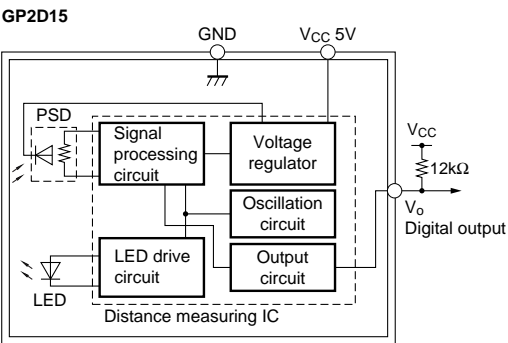 GP2D15
GND
VCC 5V
PSD
Signal
processing
circuit
Voltage
regulator
VCC
12kΩ
Oscillation
circuit
Vo
Digital output
LED drive
circuit
Output
circuit
LED
Distance measuring IC